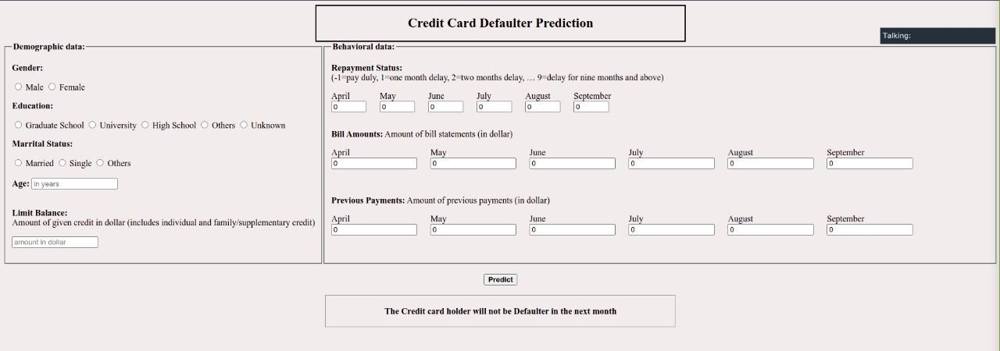 Credit Card Defaulter Prediction
Talking:
Demographic data:
Gender:
Male Female
Education:
Graduate School University High School Others Unknown
Marrital Status:
Married Single Others
Age: in years
Limit Balance:
Amount of given credit in dollar (includes individual and family/supplementary credit)
amount in dollar
Behavioral data:
Repayment Status:
(-1=pay duly, 1=one month delay, 2=two months delay, … 9=delay for nine months and above)
April May June July August September
0 0 0 0 0 0
Bill Amounts: Amount of bill statements (in dollar)
April May June July August September
0 0 0 0 0 0
Previous Payments: Amount of previous payments (in dollar)
April May June July August September
0 0 0 0 0 0
Predict
The Credit card holder will not be Defaulter in the next month